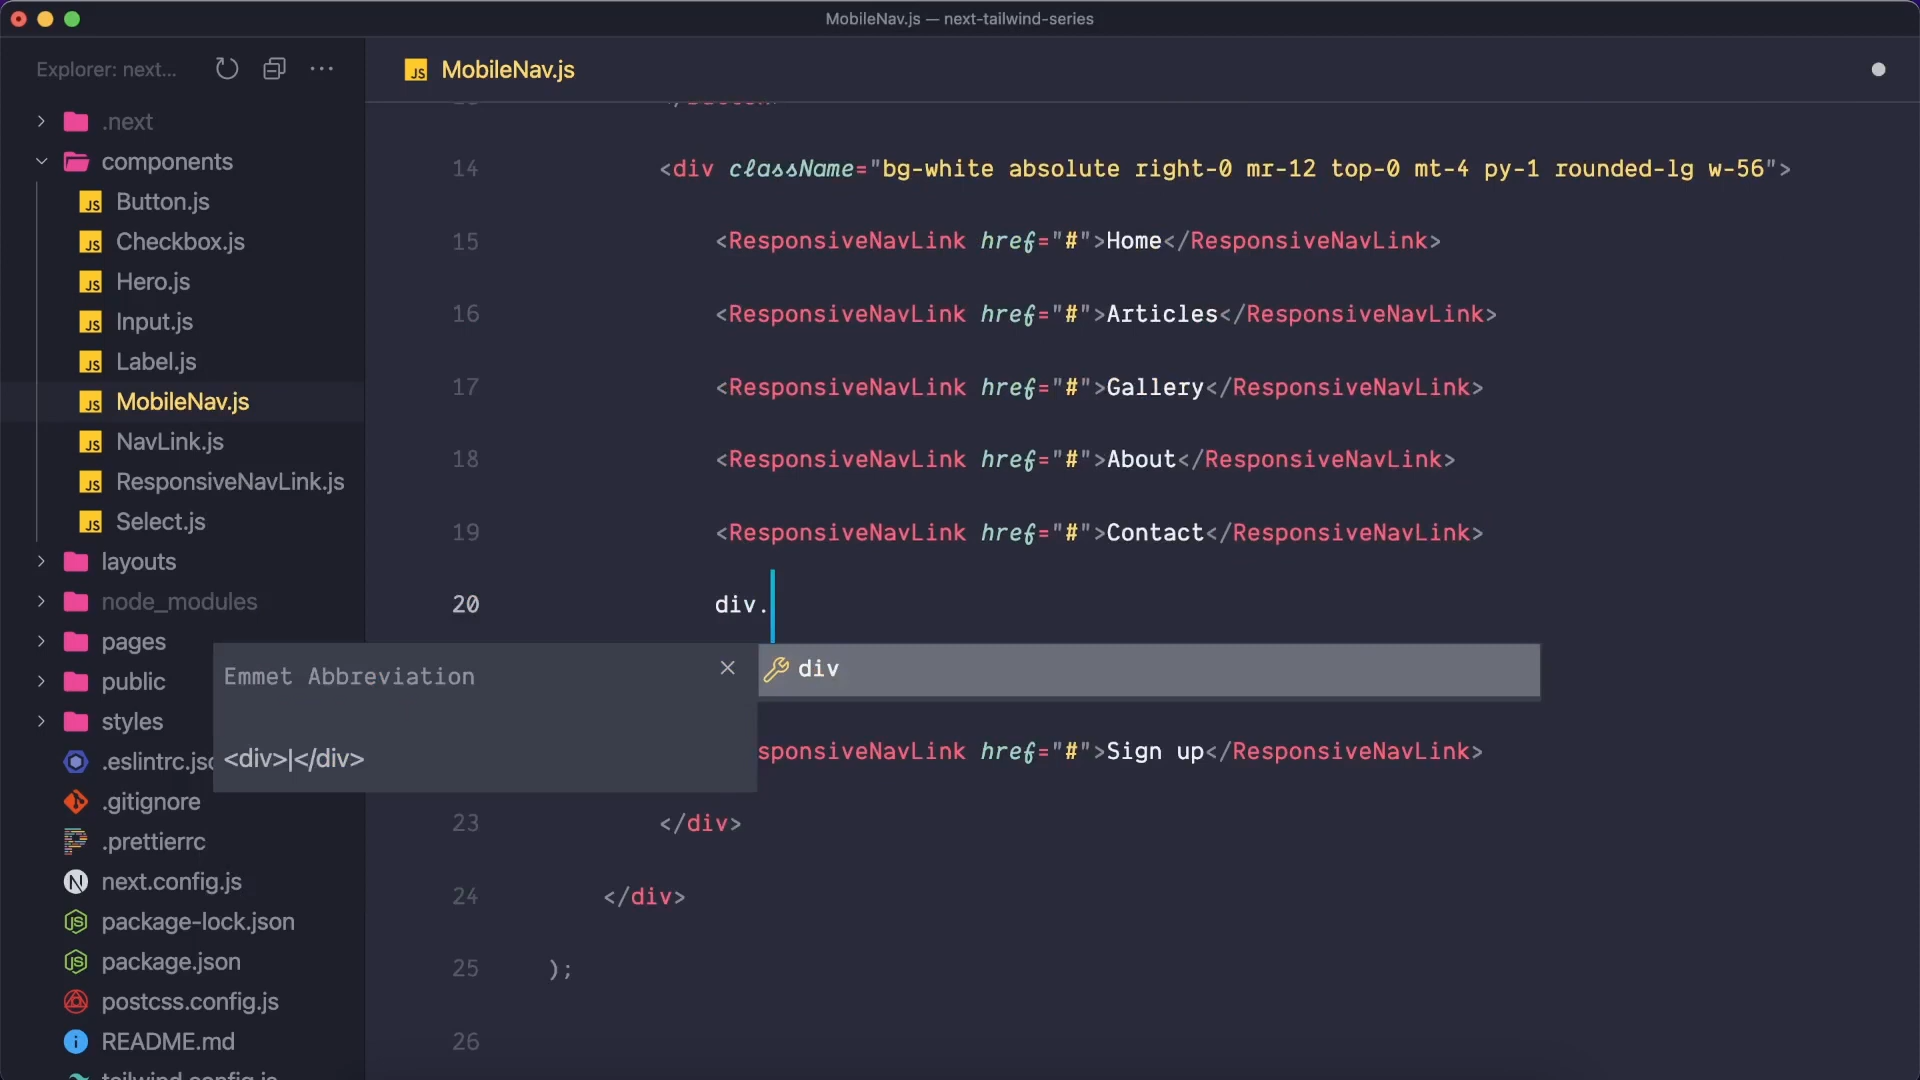 MobileNav.js — next-tailwind-series
Explorer: next...
MobileNav.js
.next
components
Button.js
Checkbox.js
Hero.js
Input.js
Label.js
MobileNav.js
NavLink.js
ResponsiveNavLink.js
Select.js
layouts
node_modules
pages
public
styles
.eslintrc.jsc
.gitignore
.prettierrc
next.config.js
package-lock.json
package.json
postcss.config.js
README.md
tailwind.config.js
14 <div className="bg-white absolute right-0 mr-12 top-0 mt-4 py-1 rounded-lg w-56">
15 <ResponsiveNavLink href="#">Home</ResponsiveNavLink>
16 <ResponsiveNavLink href="#">Articles</ResponsiveNavLink>
17 <ResponsiveNavLink href="#">Gallery</ResponsiveNavLink>
18 <ResponsiveNavLink href="#">About</ResponsiveNavLink>
19 <ResponsiveNavLink href="#">Contact</ResponsiveNavLink>
20 div.
Emmet Abbreviation
<div>|</div>
div
sponsiveNavLink href="#">Sign up</ResponsiveNavLink>
23 </div>
24 </div>
25 );
26